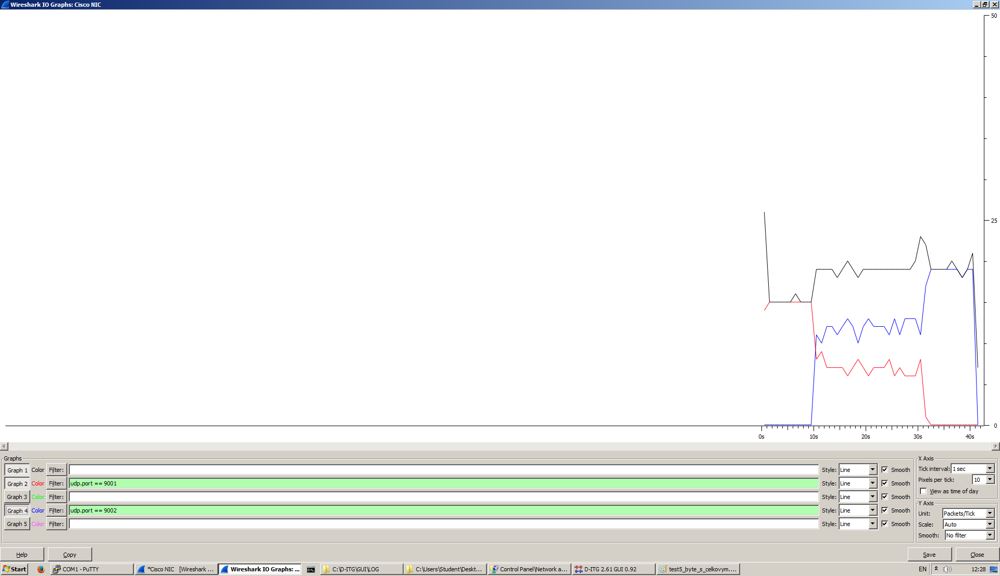 Wireshark IO Graphs: Cisco NIC
50
25
0
0s 10s 20s 30s 40s
Graphs
Graph 1 Color Filter: Style: Line Smooth
Graph 2 Color Filter: udp.port == 9001 Style: Line Smooth
Graph 3 Color Filter: Style: Line Smooth
Graph 4 Color Filter: udp.port == 9002 Style: Line Smooth
Graph 5 Color Filter: Style: Line Smooth
X Axis
Tick interval: 1 sec
Pixels per tick: 10
View as time of day
Y Axis
Unit: Packets/Tick
Scale: Auto
Smooth: No filter
Help Copy Save Close
Start COM1 - PuTTY *Cisco NIC [Wireshark ... Wireshark IO Graphs: ... C:\D-ITG\GUI\LOG C:\Users\Student\Deskt... Control Panel\Network a... D-ITG 2.61 GUI 0.92 test5_byte_s_celkovym.... EN 12:28